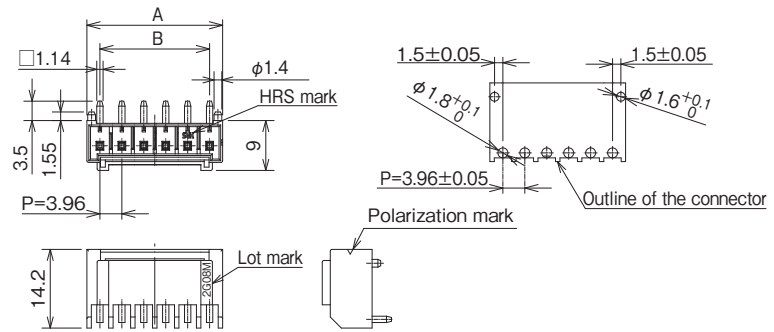 A
B
□1.14
φ1.4
HRS mark
3.5
1.55
9
P=3.96
1.5±0.05
1.5±0.05
φ1.8+0.1 0
φ1.6+0.1 0
P=3.96±0.05
Outline of the connector
Polarization mark
Lot mark
2G08M
14.2